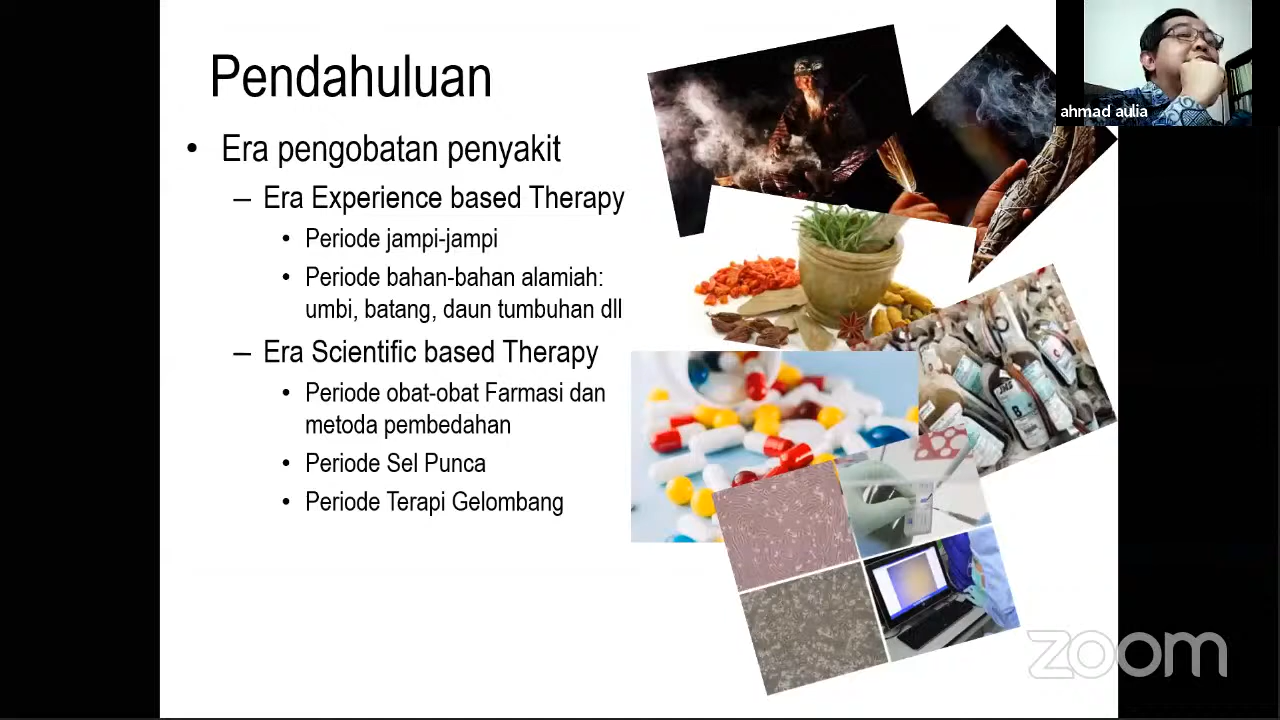 Pendahuluan
• Era pengobatan penyakit
– Era Experience based Therapy
• Periode jampi-jampi
• Periode bahan-bahan alamiah:
umbi, batang, daun tumbuhan dll
– Era Scientific based Therapy
• Periode obat-obat Farmasi dan
metoda pembedahan
• Periode Sel Punca
• Periode Terapi Gelombang
ahmad aulia
zoom